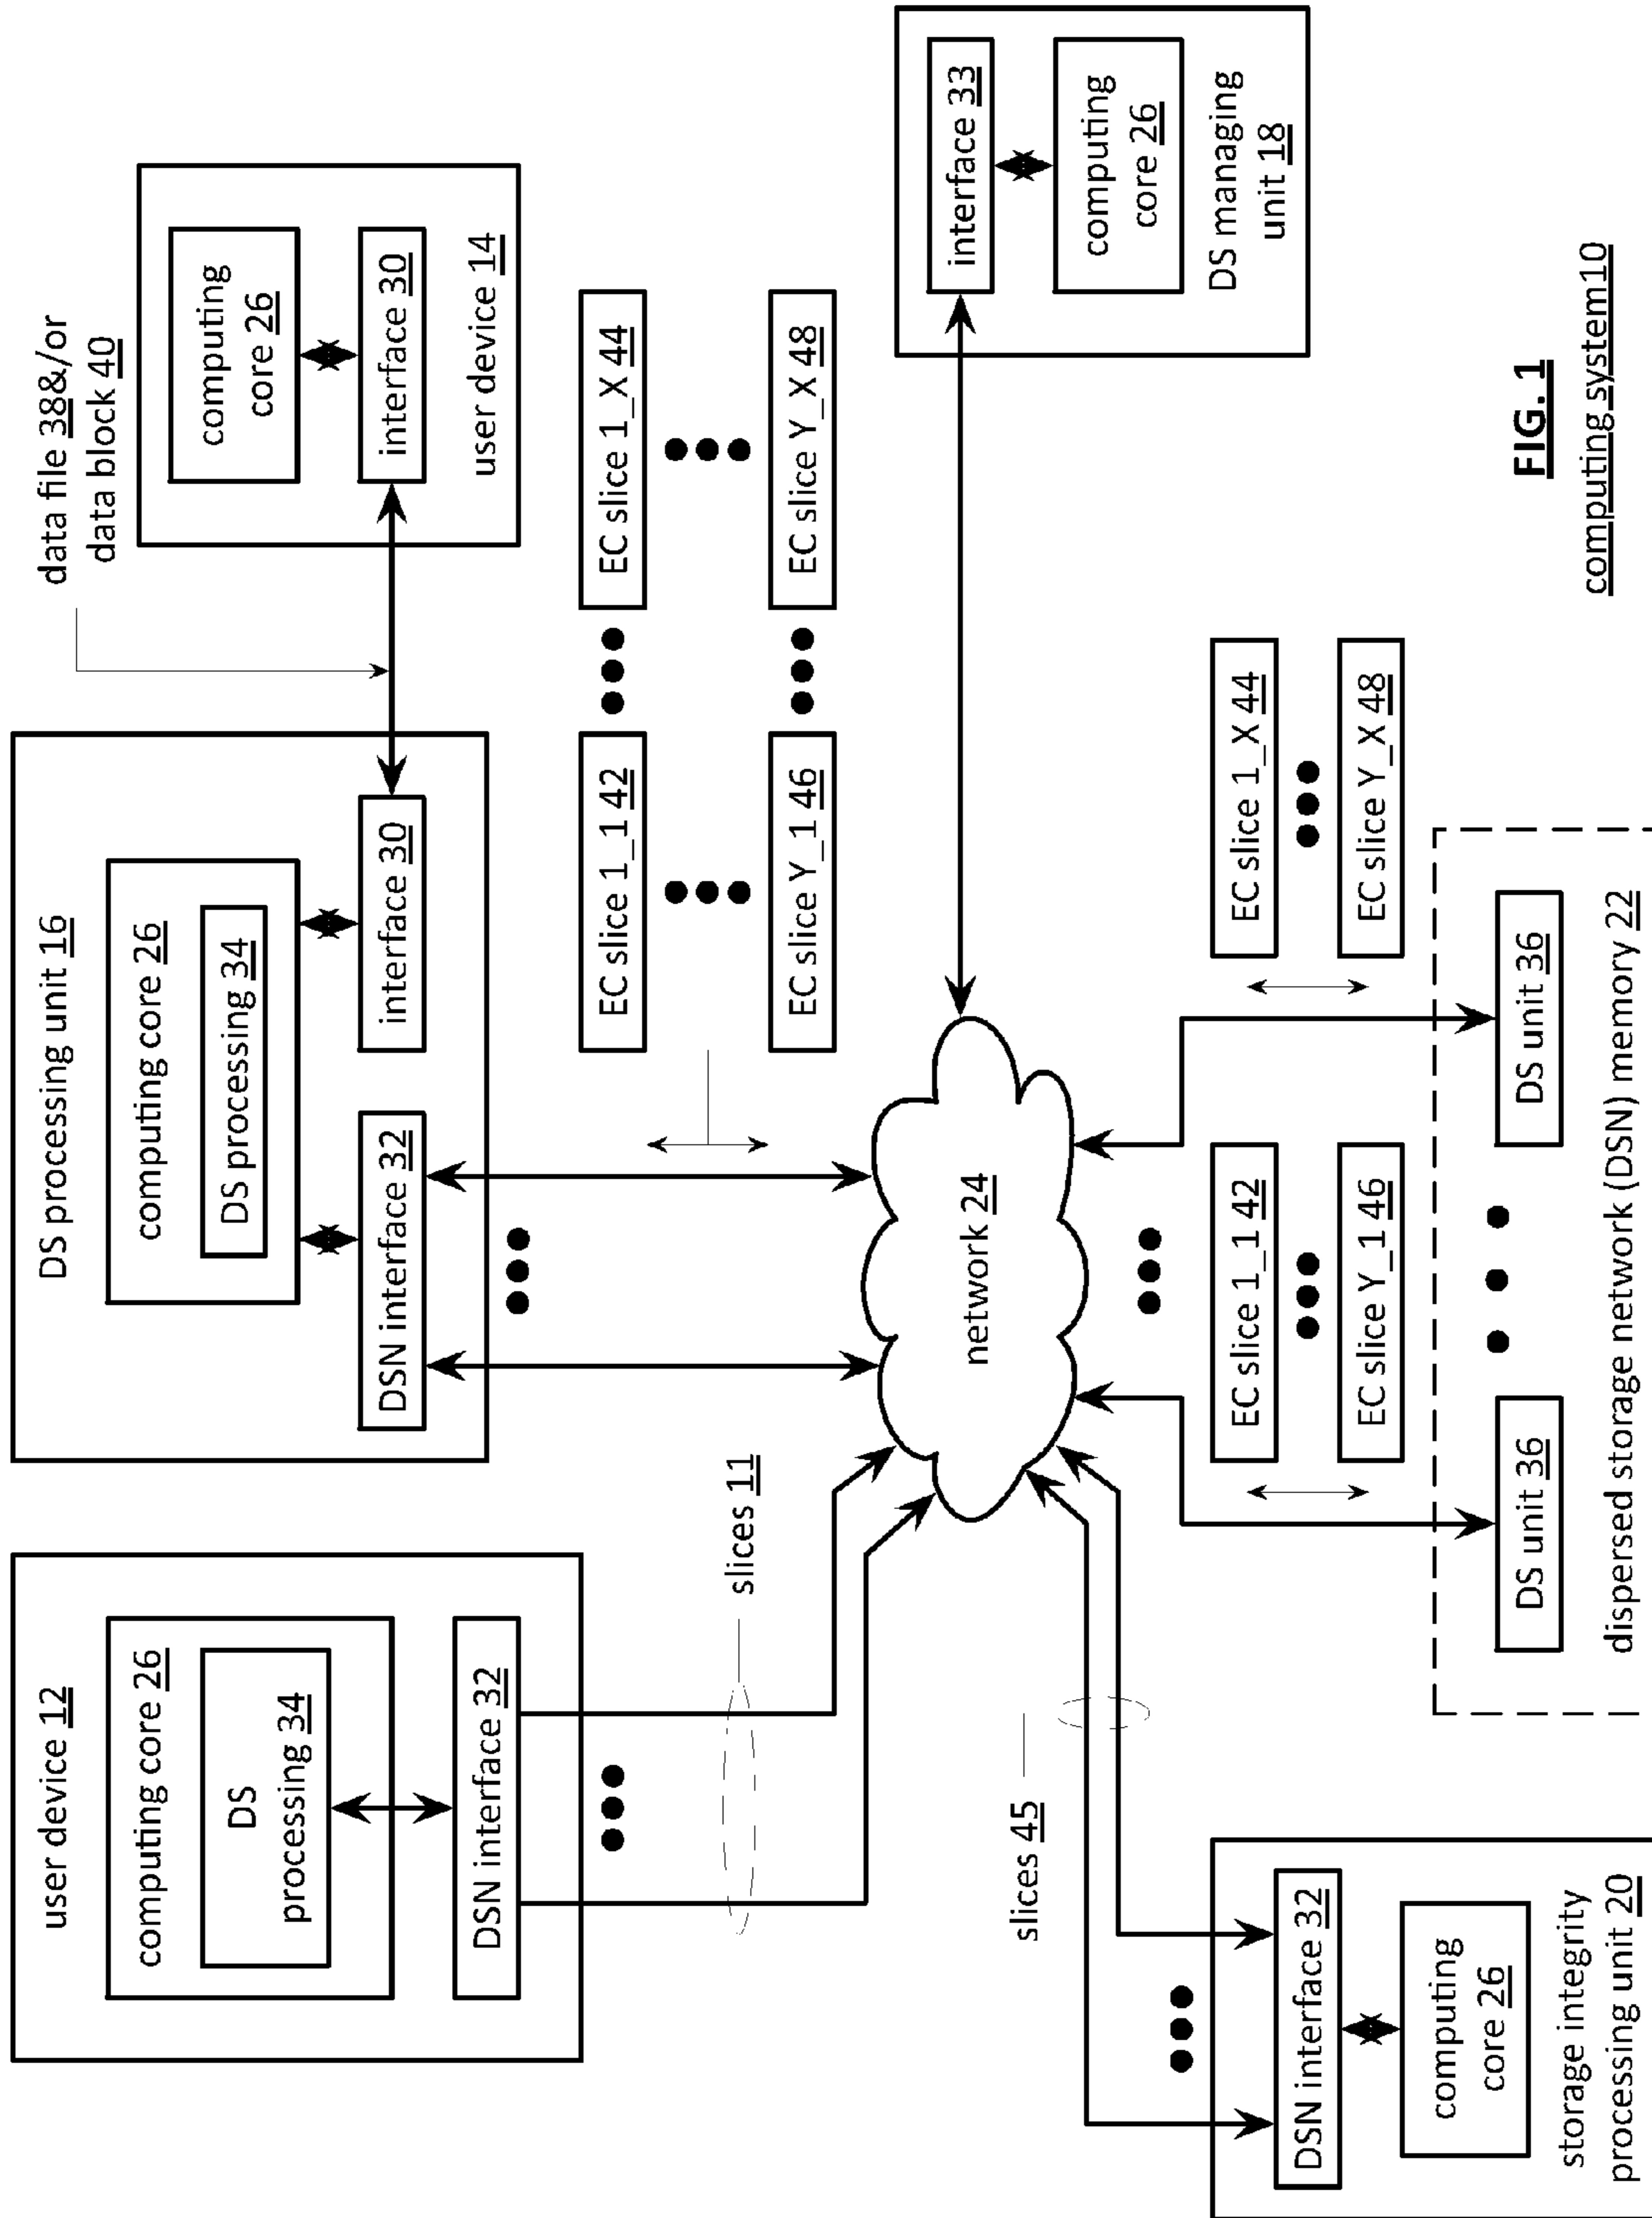 user device 12
computing core 26
DS
processing 34
DSN interface 32
slices 11
DS processing unit 16
computing core 26
DS processing 34
DSN interface 32
interface 30
data file 38&/or
data block 40
computing
core 26
interface 30
user device 14
EC slice 1_1 42
EC slice 1_X 44
EC slice Y_1 46
EC slice Y_X 48
network 24
interface 33
computing
core 26
DS managing
unit 18
slices 45
DSN interface 32
computing
core 26
storage integrity
processing unit 20
EC slice 1_1 42
EC slice Y_1 46
EC slice 1_X 44
EC slice Y_X 48
DS unit 36
DS unit 36
dispersed storage network (DSN) memory 22
FIG. 1
computing system10